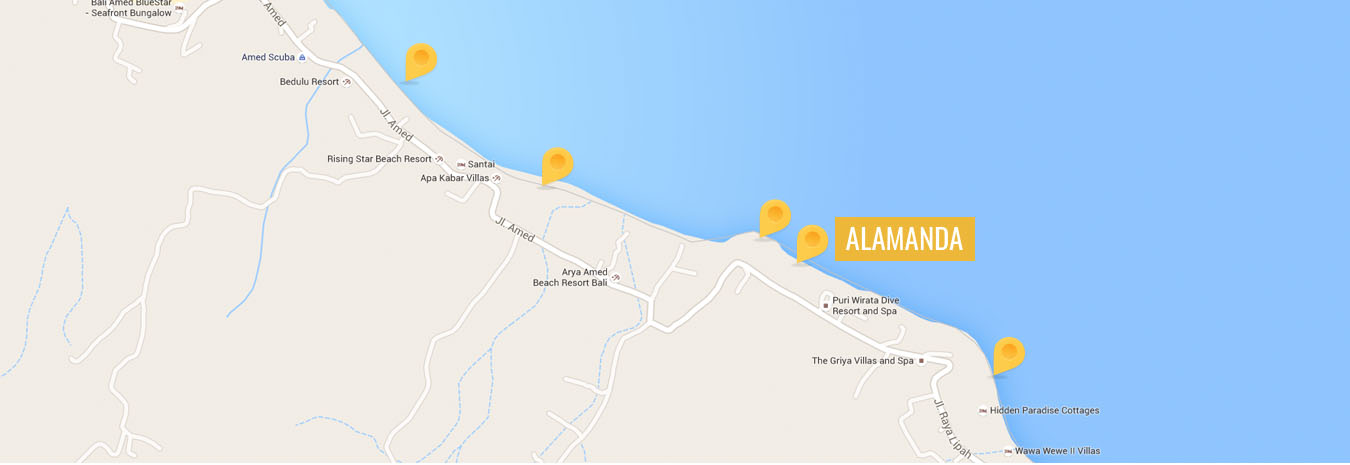 Bali Amed BlueStar
- Seafront Bungalow
Amed
Amed Scuba
Bedulu Resort
Jl. Amed
Rising Star Beach Resort
Santai
Apa Kabar Villas
Jl. Amed
ALAMANDA
Arya Amed
Beach Resort Bali
Puri Wirata Dive
Resort and Spa
The Griya Villas and Spa
Jl. Raya Lipah
Hidden Paradise Cottages
Wawa Wewe II Villas